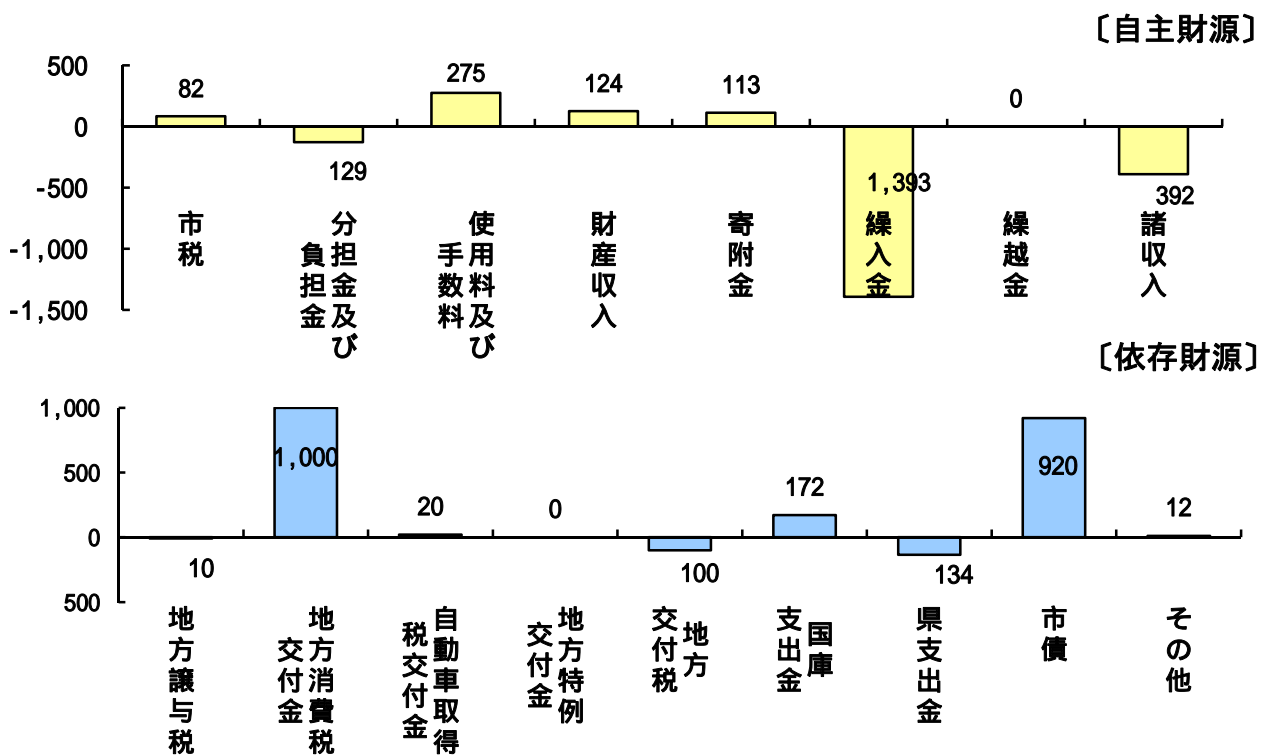 〔自主財源〕
500
0
-500
-1,000
-1,500
82
129
275
124
113
1,393
0
392
市税
分担金及び
負担金
使用料及び
手数料
財産収入
寄附金
繰入金
繰越金
諸収入
〔依存財源〕
1,000
500
0
500
10
1,000
20
0
100
172
134
920
12
地方譲与税
地方消費税
交付金
自動車取得
税交付金
地方特例
交付金
地方
交付税
国庫
支出金
県支出金
市債
その他